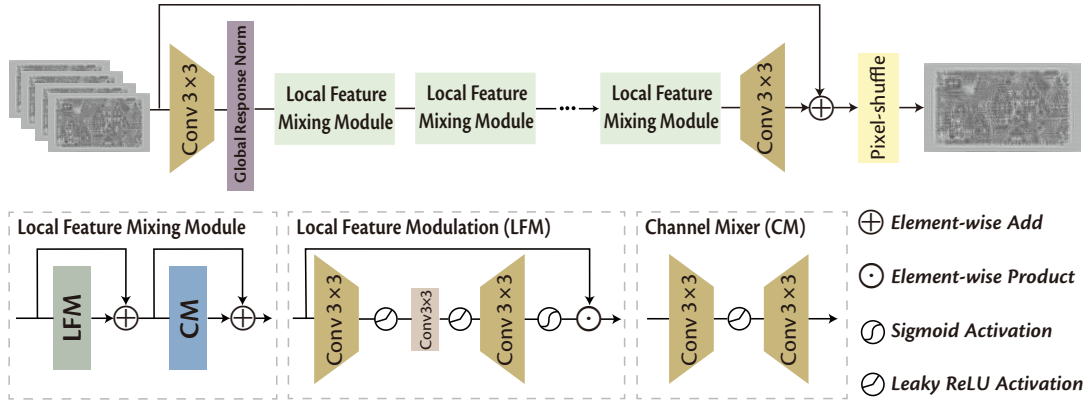 Conv 3×3
Global Response Norm
Local Feature
Mixing Module
Local Feature
Mixing Module
Local Feature
Mixing Module
Conv 3×3
Pixel-shuffle
Local Feature Mixing Module
LFM
CM
Local Feature Modulation (LFM)
Conv 3×3
Conv3×3
Conv 3×3
Channel Mixer (CM)
Conv 3×3
Conv 3×3
Element-wise Add
Element-wise Product
Sigmoid Activation
Leaky ReLU Activation